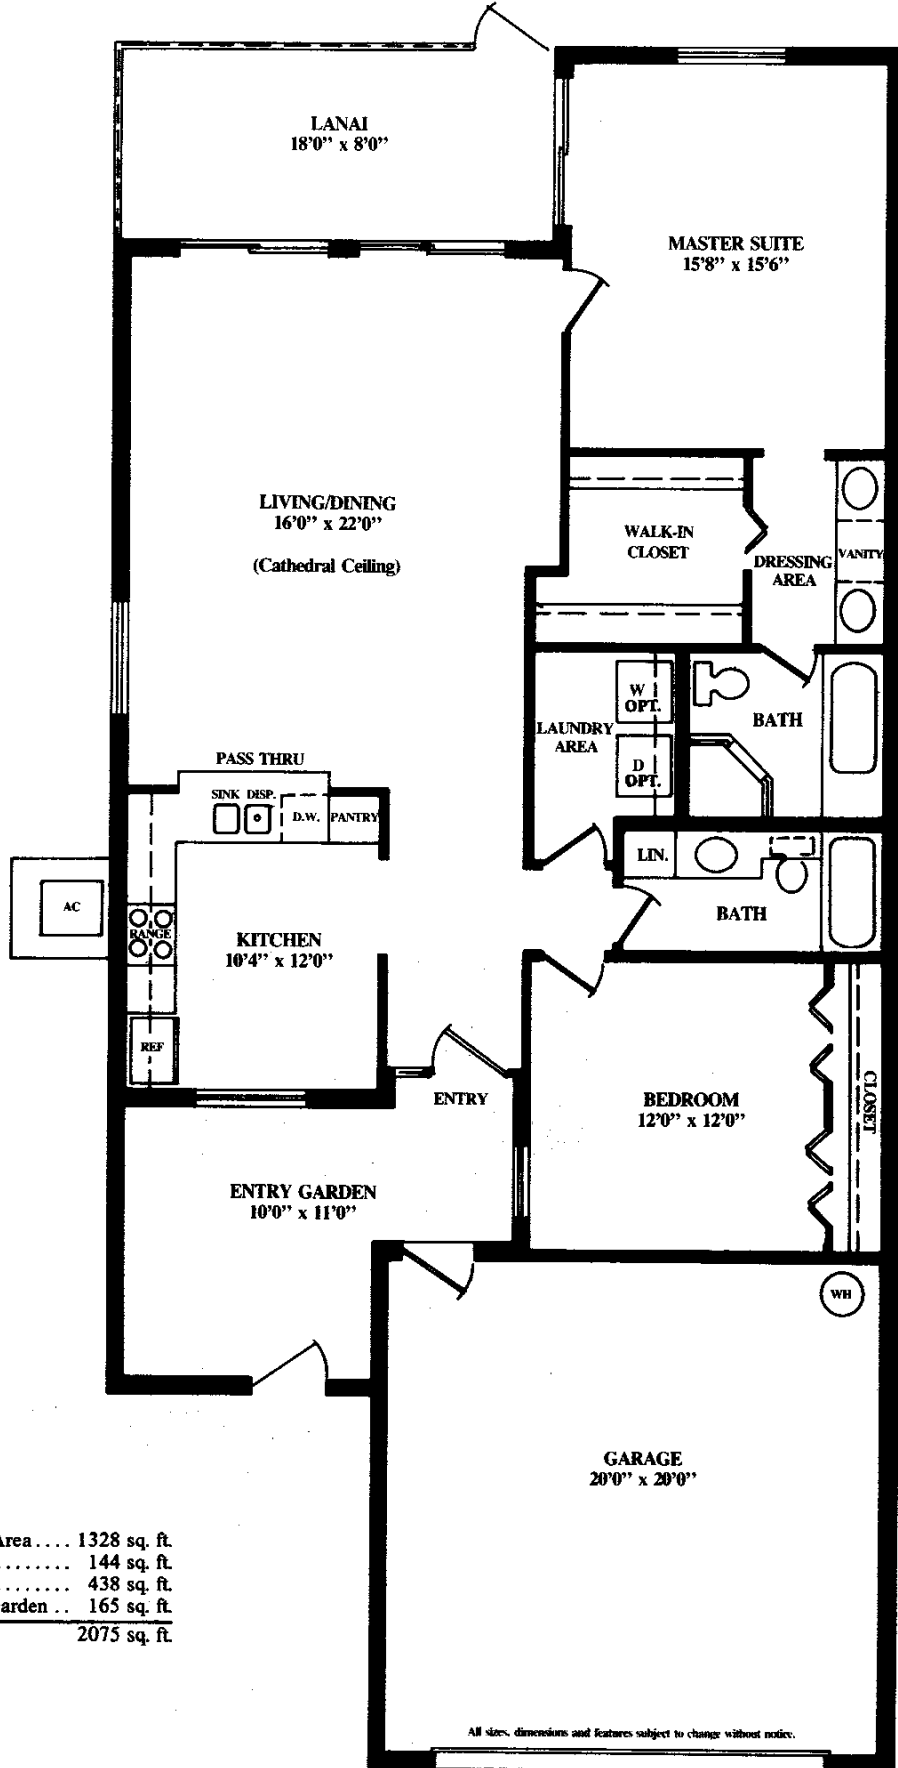 LANAI
18'0" x 8'0"
MASTER SUITE
15'8" x 15'6"
LIVING/DINING
16'0" x 22'0"
(Cathedral Ceiling)
WALK-IN
CLOSET
DRESSING
AREA
VANITY
W
OPT.
LAUNDRY
AREA
D
OPT.
BATH
PASS THRU
SINK DISP.
D.W.
PANTRY
LIN.
BATH
AC
RANGE
KITCHEN
10'4" x 12'0"
REF
ENTRY
BEDROOM
12'0" x 12'0"
CLOSET
ENTRY GARDEN
10'0" x 11'0"
WH
GARAGE
20'0" x 20'0"
Area.... 1328 sq. ft.
........ 144 sq. ft.
........ 438 sq. ft.
arden .. 165 sq. ft.
2075 sq. ft.
All sizes, dimensions and features subject to change without notice.